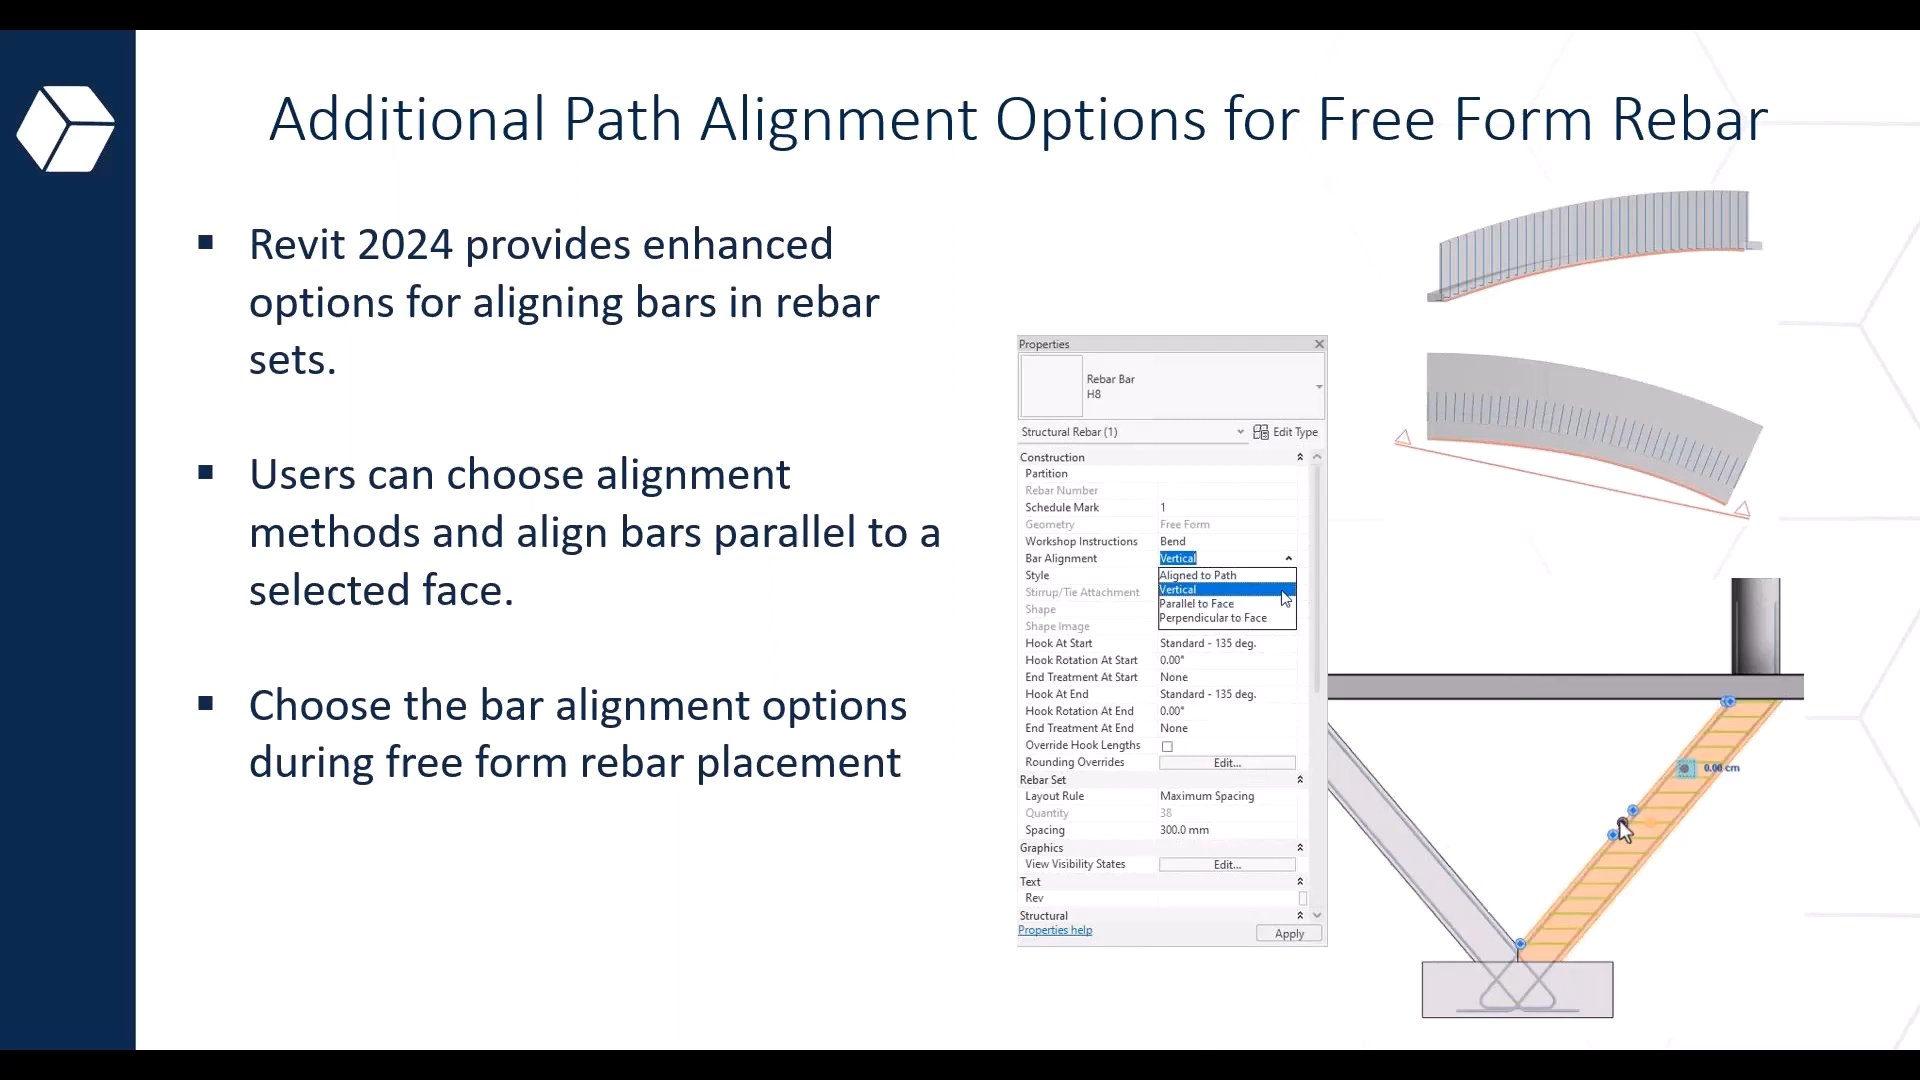 Additional Path Alignment Options for Free Form Rebar
▪ Revit 2024 provides enhanced
options for aligning bars in rebar
sets.
▪ Users can choose alignment
methods and align bars parallel to a
selected face.
▪ Choose the bar alignment options
during free form rebar placement
Properties
Rebar Bar
H8
Structural Rebar (1) Edit Type
Construction
Partition
Rebar Number
Schedule Mark 1
Geometry Free Form
Workshop Instructions Bend
Bar Alignment Vertical
Style Aligned to Path
Vertical
Stirrup/Tie Attachment
Parallel to Face
Shape
Perpendicular to Face
Shape Image
Hook At Start Standard - 135 deg.
Hook Rotation At Start 0.00°
End Treatment At Start None
Hook At End Standard - 135 deg.
Hook Rotation At End 0.00°
End Treatment At End None
Override Hook Lengths
Rounding Overrides Edit...
Rebar Set
Layout Rule Maximum Spacing
Quantity 38
Spacing 300.0 mm
Graphics
View Visibility States Edit...
Text
Rev
Structural
Properties help Apply
0.00 cm